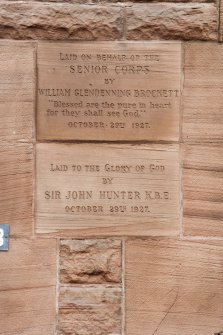 LAID ON BEHALF OF THE
SENIOR CORPS
BY
WILLIAM GLENDENNING BROCKETT
"Blessed are the pure in heart
for they shall see God."
OCTOBER 29TH 1927.
LAID TO THE GLORY OF GOD
BY
SIR JOHN HUNTER K.B.E.
OCTOBER 29TH 1927.